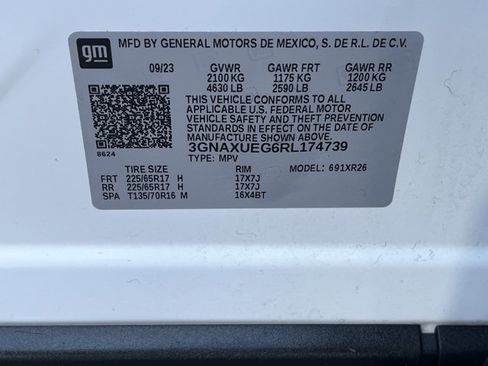 gm MFD BY GENERAL MOTORS DE MEXICO, S. DE R.L. DE C.V.
09/23 GVWR GAWR FRT GAWR RR
2100 KG 1175 KG 1200 KG
4630 LB 2590 LB 2645 LB
THIS VEHICLE CONFORMS TO ALL
APPLICABLE U.S. FEDERAL MOTOR
VEHICLE SAFETY AND THEFT PREVENTION
STANDARDS IN EFFECT ON THE DATE OF
MANUFACTURE SHOWN ABOVE.
8624 3GNAXUEG6RL174739
TYPE: MPV
TIRE SIZE RIM MODEL: 691XR26
FRT 225/65R17 H 17X7J
RR 225/65R17 H 17X7J
SPA T135/70R16 M 16X4BT